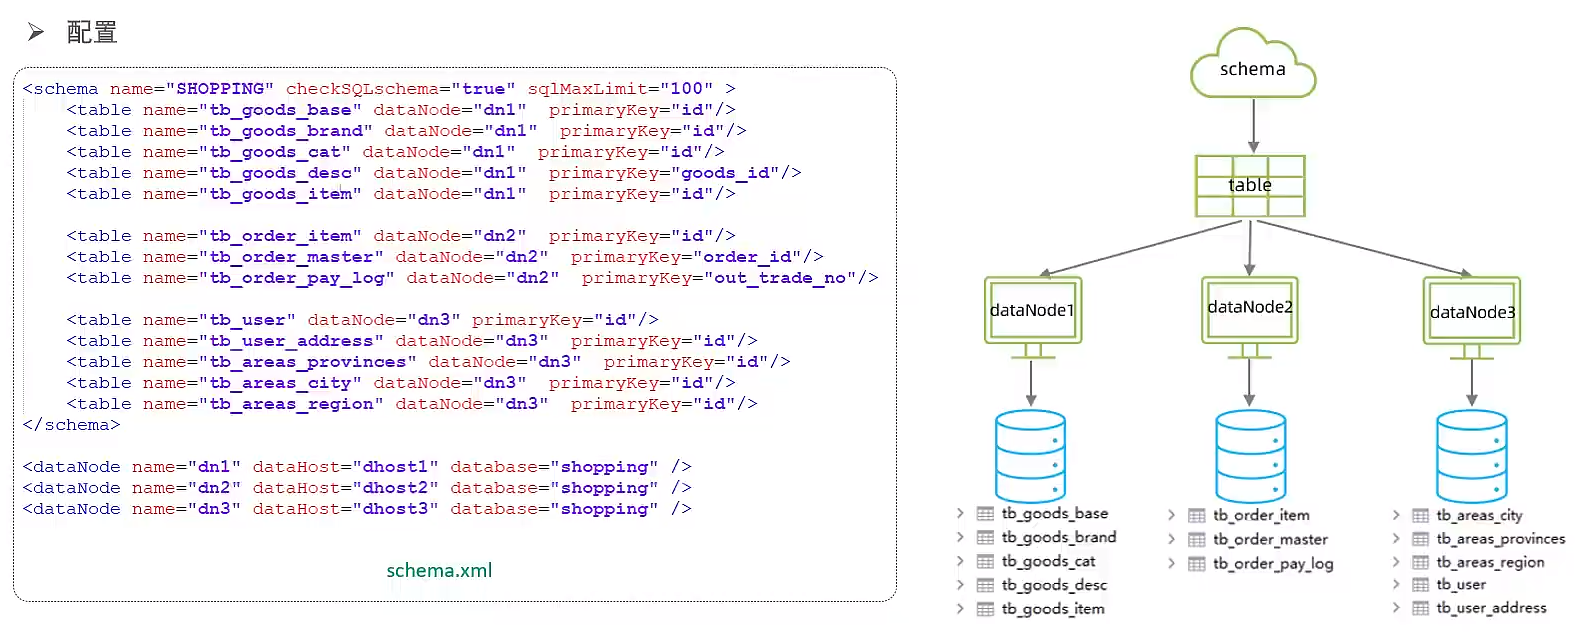 ➢ 配置
<schema name="SHOPPING" checkSQLschema="true" sqlMaxLimit="100" >
<table name="tb_goods_base" dataNode="dn1" primaryKey="id"/>
<table name="tb_goods_brand" dataNode="dn1" primaryKey="id"/>
<table name="tb_goods_cat" dataNode="dn1" primaryKey="id"/>
<table name="tb_goods_desc" dataNode="dn1" primaryKey="goods_id"/>
<table name="tb_goods_item" dataNode="dn1" primaryKey="id"/>
<table name="tb_order_item" dataNode="dn2" primaryKey="id"/>
<table name="tb_order_master" dataNode="dn2" primaryKey="order_id"/>
<table name="tb_order_pay_log" dataNode="dn2" primaryKey="out_trade_no"/>
<table name="tb_user" dataNode="dn3" primaryKey="id"/>
<table name="tb_user_address" dataNode="dn3" primaryKey="id"/>
<table name="tb_areas_provinces" dataNode="dn3" primaryKey="id"/>
<table name="tb_areas_city" dataNode="dn3" primaryKey="id"/>
<table name="tb_areas_region" dataNode="dn3" primaryKey="id"/>
</schema>
<dataNode name="dn1" dataHost="dhost1" database="shopping" />
<dataNode name="dn2" dataHost="dhost2" database="shopping" />
<dataNode name="dn3" dataHost="dhost3" database="shopping" />
schema.xml
schema
table
dataNode1
dataNode2
dataNode3
tb_goods_base
tb_goods_brand
tb_goods_cat
tb_goods_desc
tb_goods_item
tb_order_item
tb_order_master
tb_order_pay_log
tb_areas_city
tb_areas_provinces
tb_areas_region
tb_user
tb_user_address